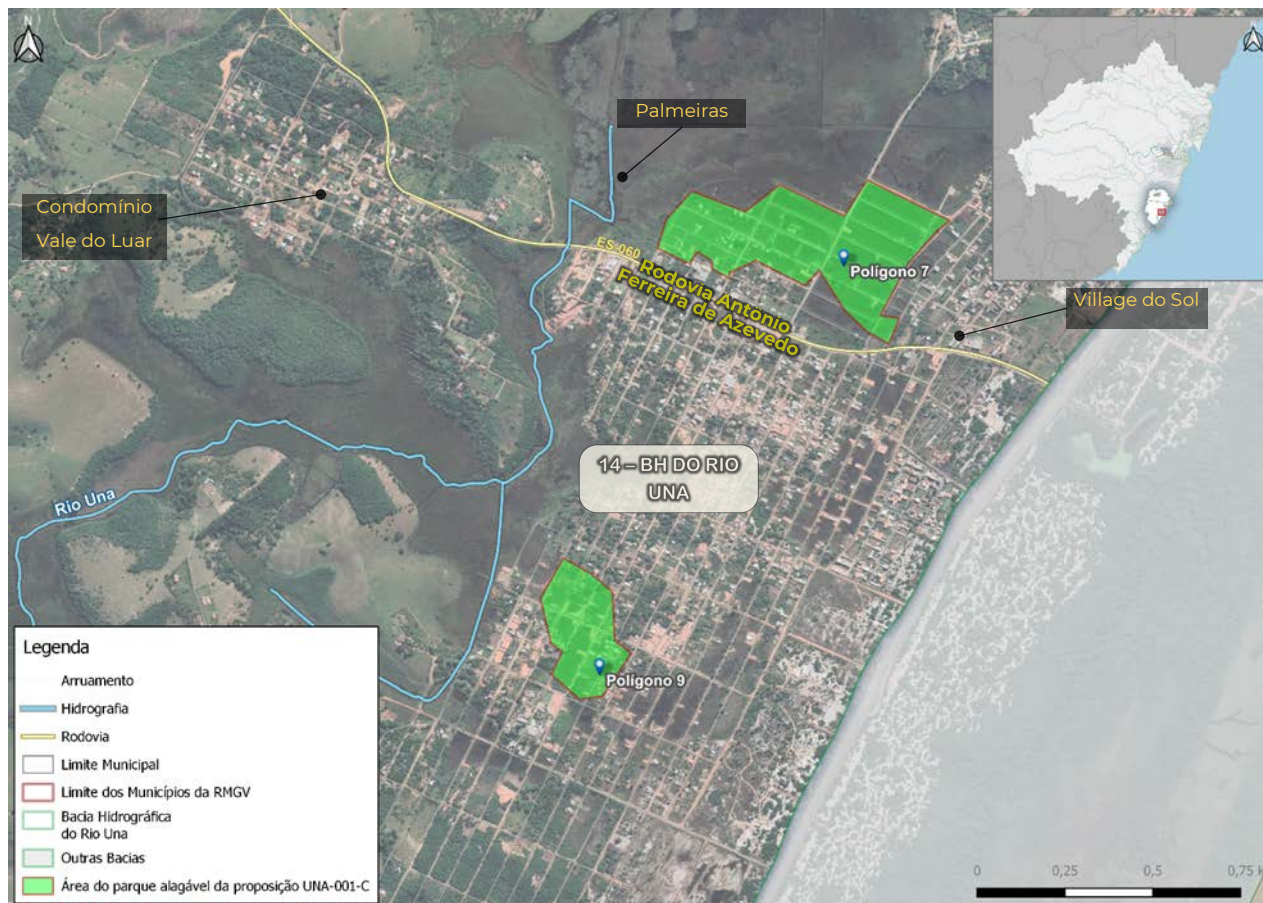 N
N
Palmeiras
Condomínio
Vale do Luar
ES-060
Rodovia Antônio
Ferreira de Azevedo
Polígono 7
Village do Sol
14 – BH DO RIO
UNA
Rio Una
Polígono 9
Legenda
Arruamento
Hidrografia
Rodovia
Limite Municipal
Limite dos Municípios da RMGV
Bacia Hidrográfica
do Rio Una
Outras Bacias
Área do parque alagável da proposição UNA-001-C
0 0,25 0,5 0,75